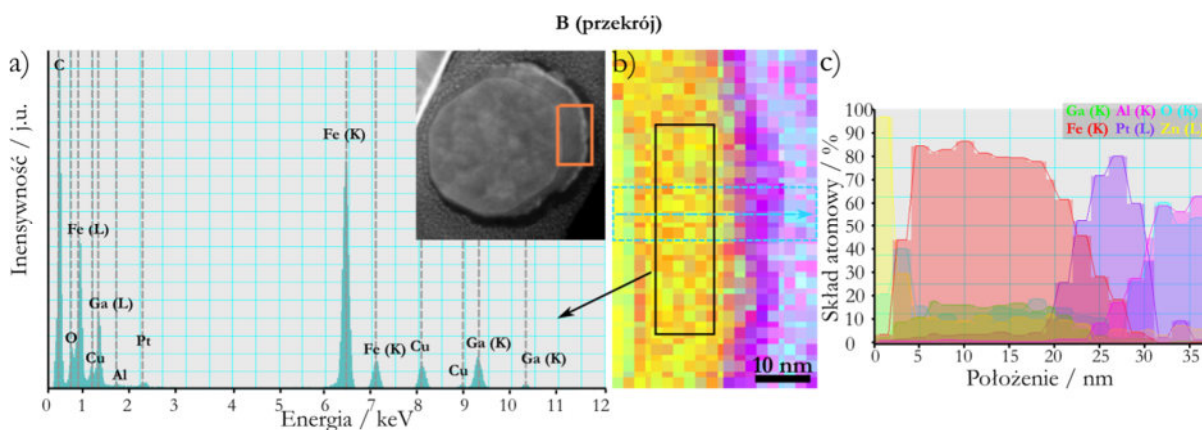 B (przekrój)
a)
C
Fe (L)
Ga (L)
O
Cu
Al
Pt
Fe (K)
Fe (K)
Cu
Cu
Ga (K)
Ga (K)
Inensywność / j.u.
0 1 2 3 4 5 6 7 8 9 10 11 12
Energia / keV
b)
10 nm
c)
Ga (K) Al (K) O (K)
Fe (K) Pt (L) Zn (L)
100
90
80
70
60
50
40
30
20
10
0
Skład atomowy / %
0 5 10 15 20 25 30 35
Położenie / nm